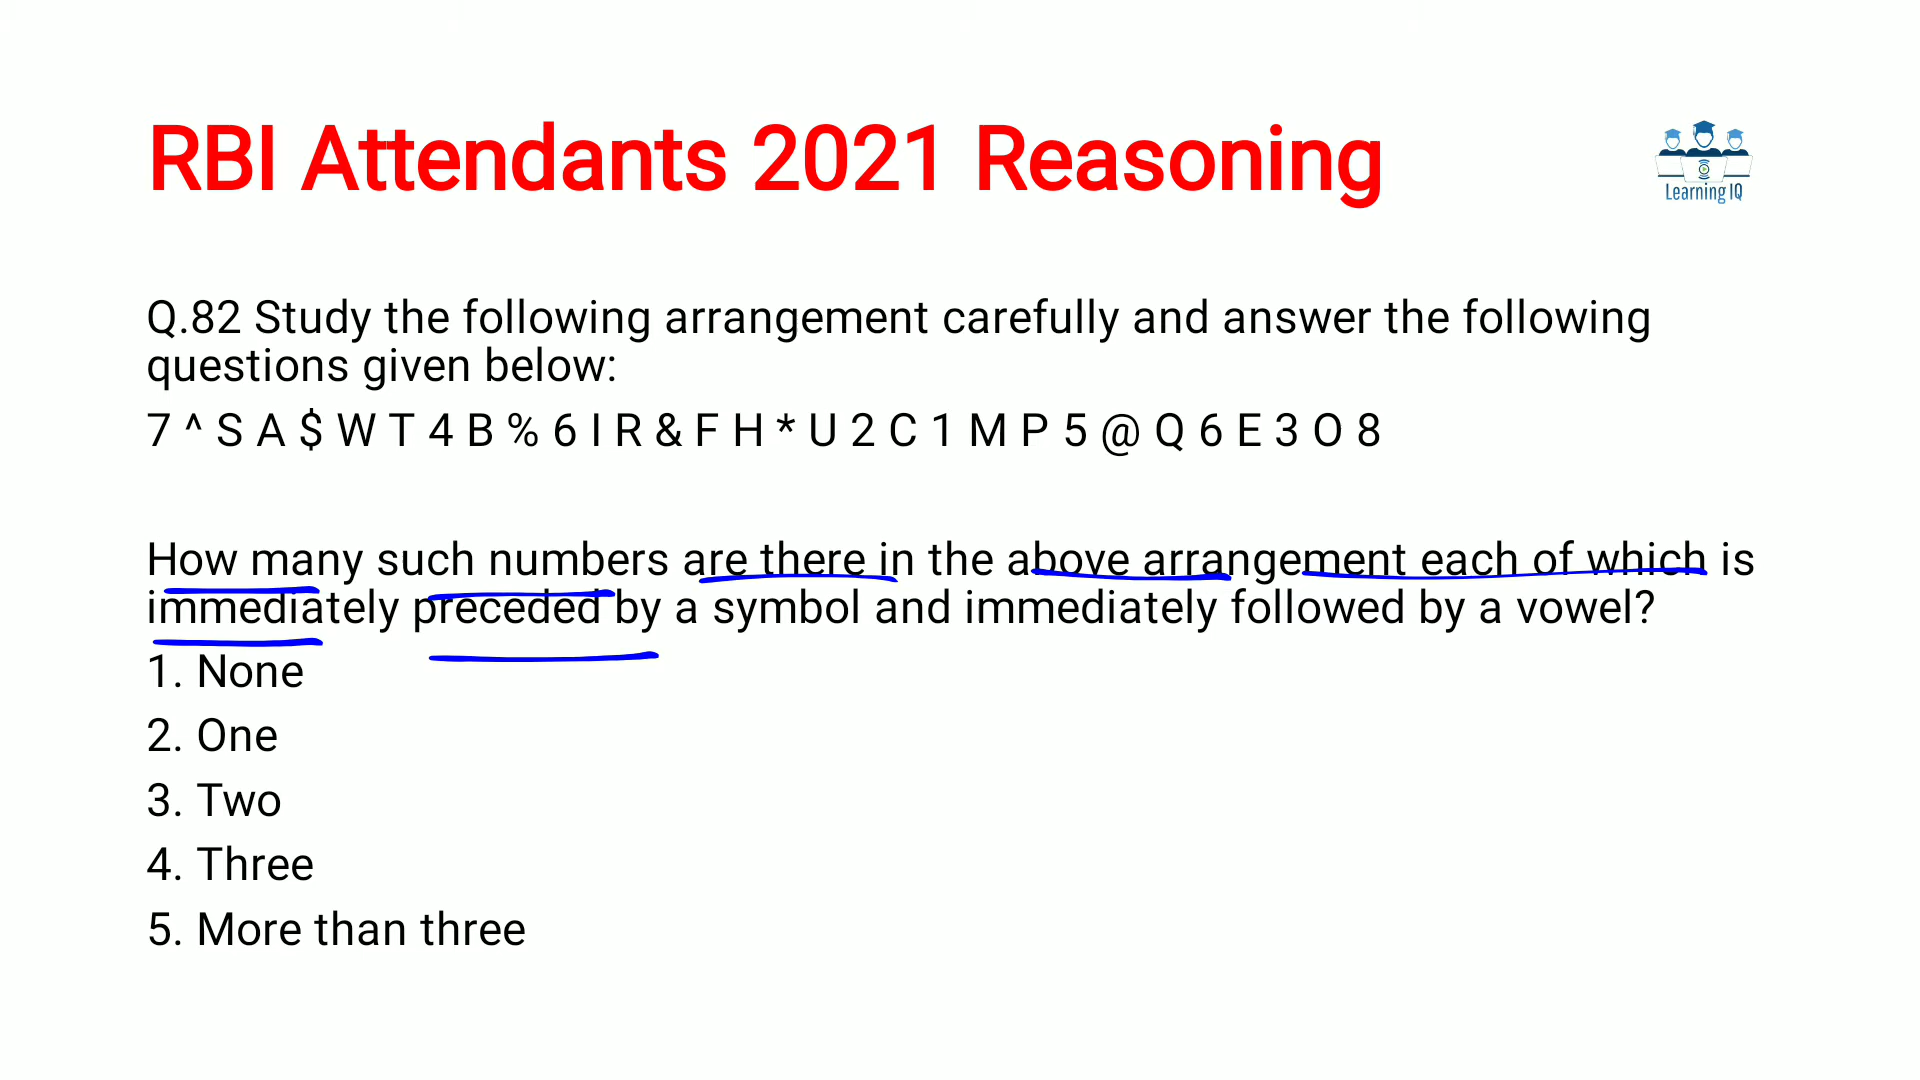 RBI Attendants 2021 Reasoning
Learning IQ
Q.82 Study the following arrangement carefully and answer the following
questions given below:
7 ^ S A $ W T 4 B % 6 I R & F H * U 2 C 1 M P 5 @ Q 6 E 3 O 8
How many such numbers are there in the above arrangement each of which is
immediately preceded by a symbol and immediately followed by a vowel?
1. None
2. One
3. Two
4. Three
5. More than three